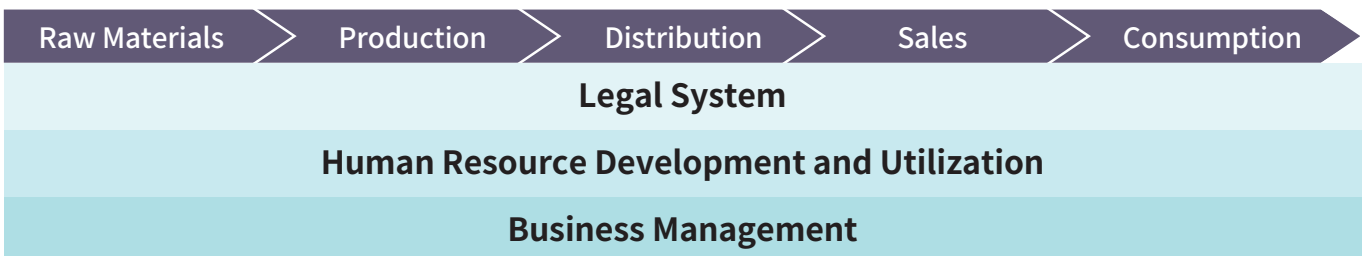 Raw Materials Production Distribution Sales Consumption
Legal System
Human Resource Development and Utilization
Business Management